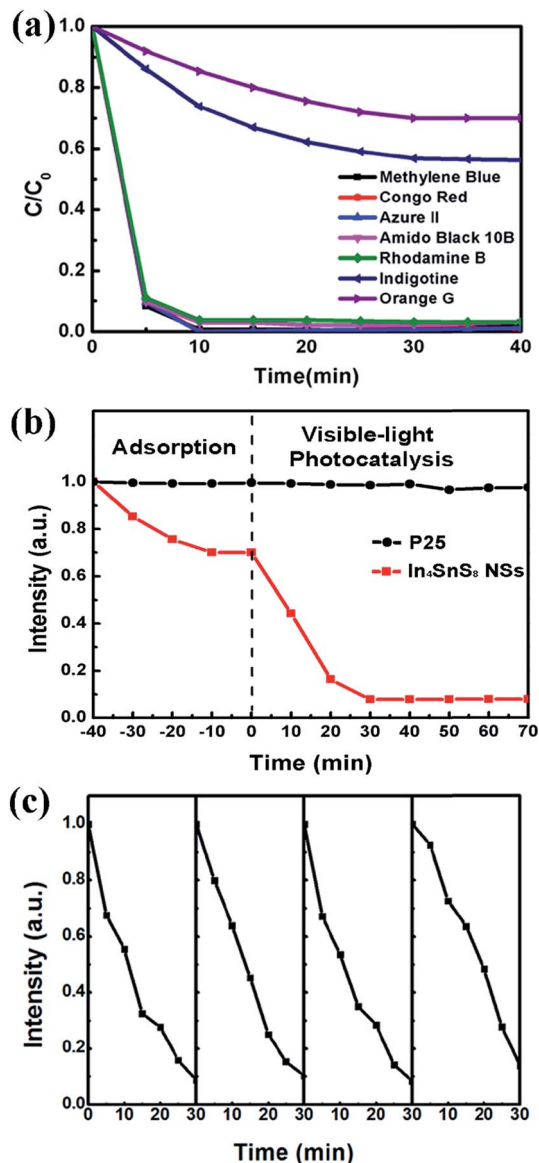 (a)
1.0
0.8
0.6
0.4
0.2
0.0
C/C₀
Methylene Blue
Congo Red
Azure II
Amido Black 10B
Rhodamine B
Indigotine
Orange G
0 10 20 30 40
Time(min)
(b)
Adsorption
Visible-light
Photocatalysis
1.0
0.8
0.6
0.4
0.2
0.0
Intensity (a.u.)
P25
In₄SnS₈ NSs
-40 -30 -20 -10 0 10 20 30 40 50 60 70
Time (min)
(c)
1.0
0.8
0.6
0.4
0.2
0.0
Intensity (a.u.)
0 10 20 30 10 20 30 10 20 30 10 20 30
Time (min)